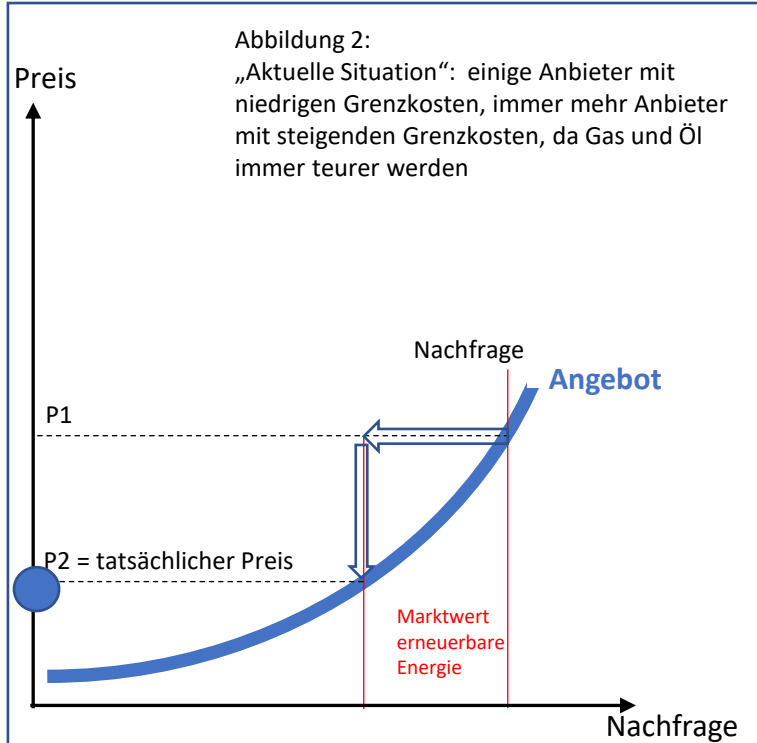 Abbildung 2:
„Aktuelle Situation“: einige Anbieter mit
niedrigen Grenzkosten, immer mehr Anbieter
mit steigenden Grenzkosten, da Gas und Öl
immer teurer werden
Preis
Nachfrage
Angebot
P1
P2 = tatsächlicher Preis
Marktwert
erneuerbare
Energie
Nachfrage